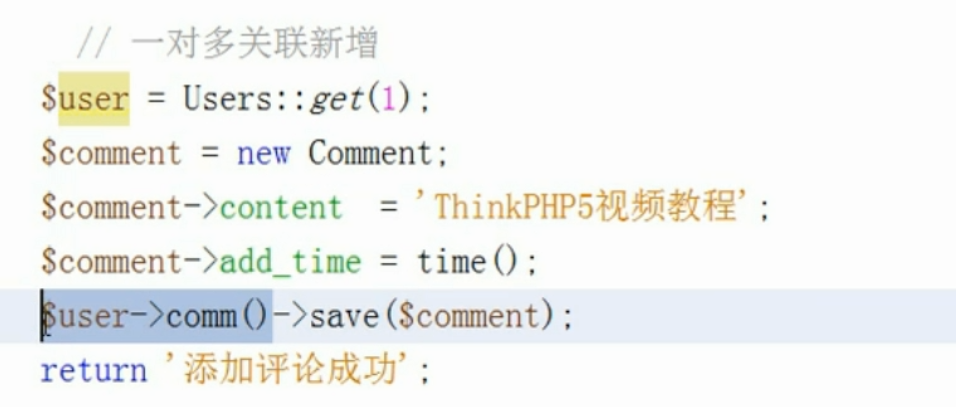 // 一对多关联新增
$user = Users::get(1);
$comment = new Comment;
$comment->content  = 'ThinkPHP5视频教程';
$comment->add_time = time();
$user->comm()->save($comment);
return '添加评论成功';